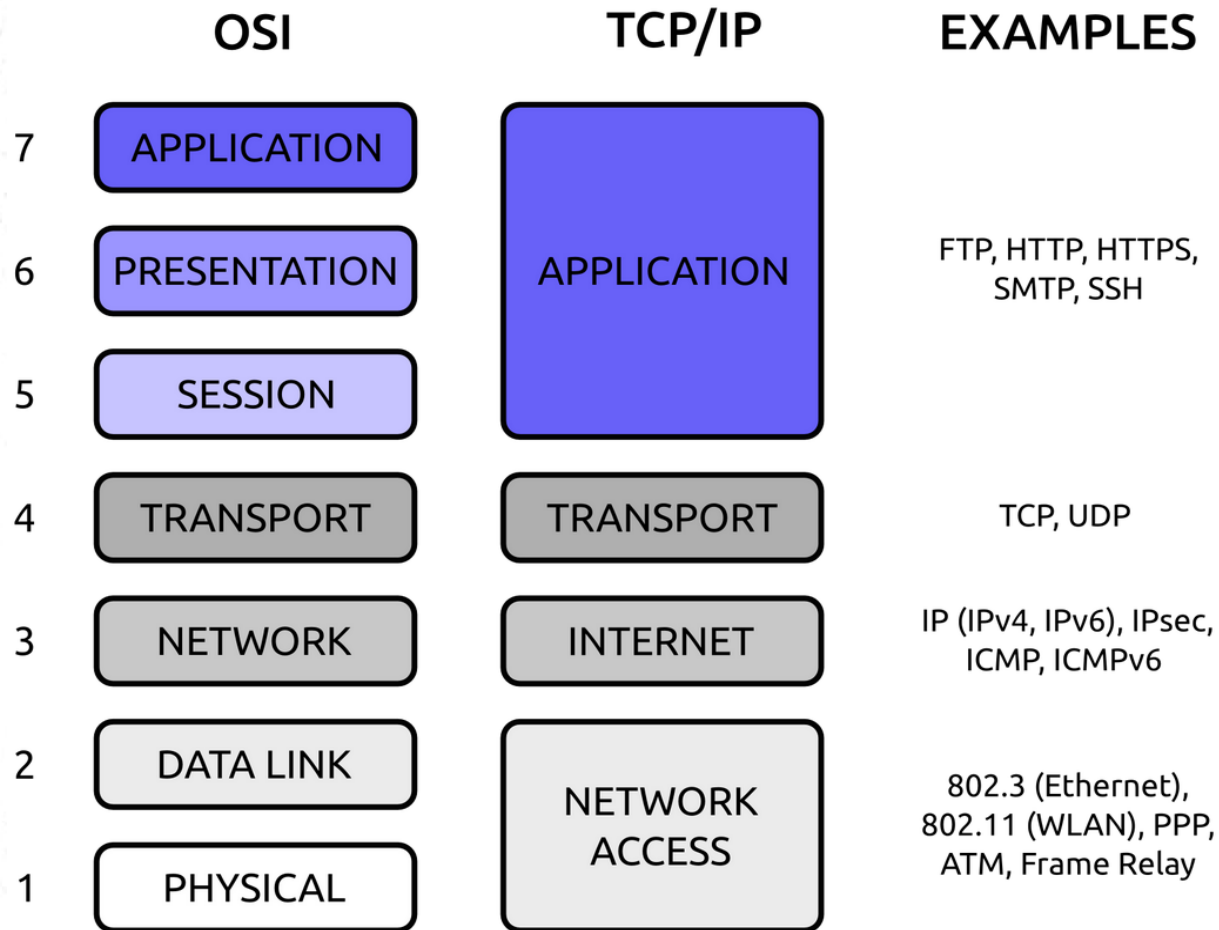 OSI
TCP/IP
EXAMPLES
7
APPLICATION
6
PRESENTATION
5
SESSION
APPLICATION
FTP, HTTP, HTTPS,
SMTP, SSH
4
TRANSPORT
TRANSPORT
TCP, UDP
3
NETWORK
INTERNET
IP (IPv4, IPv6), IPsec,
ICMP, ICMPv6
2
DATA LINK
1
PHYSICAL
NETWORK
ACCESS
802.3 (Ethernet),
802.11 (WLAN), PPP,
ATM, Frame Relay